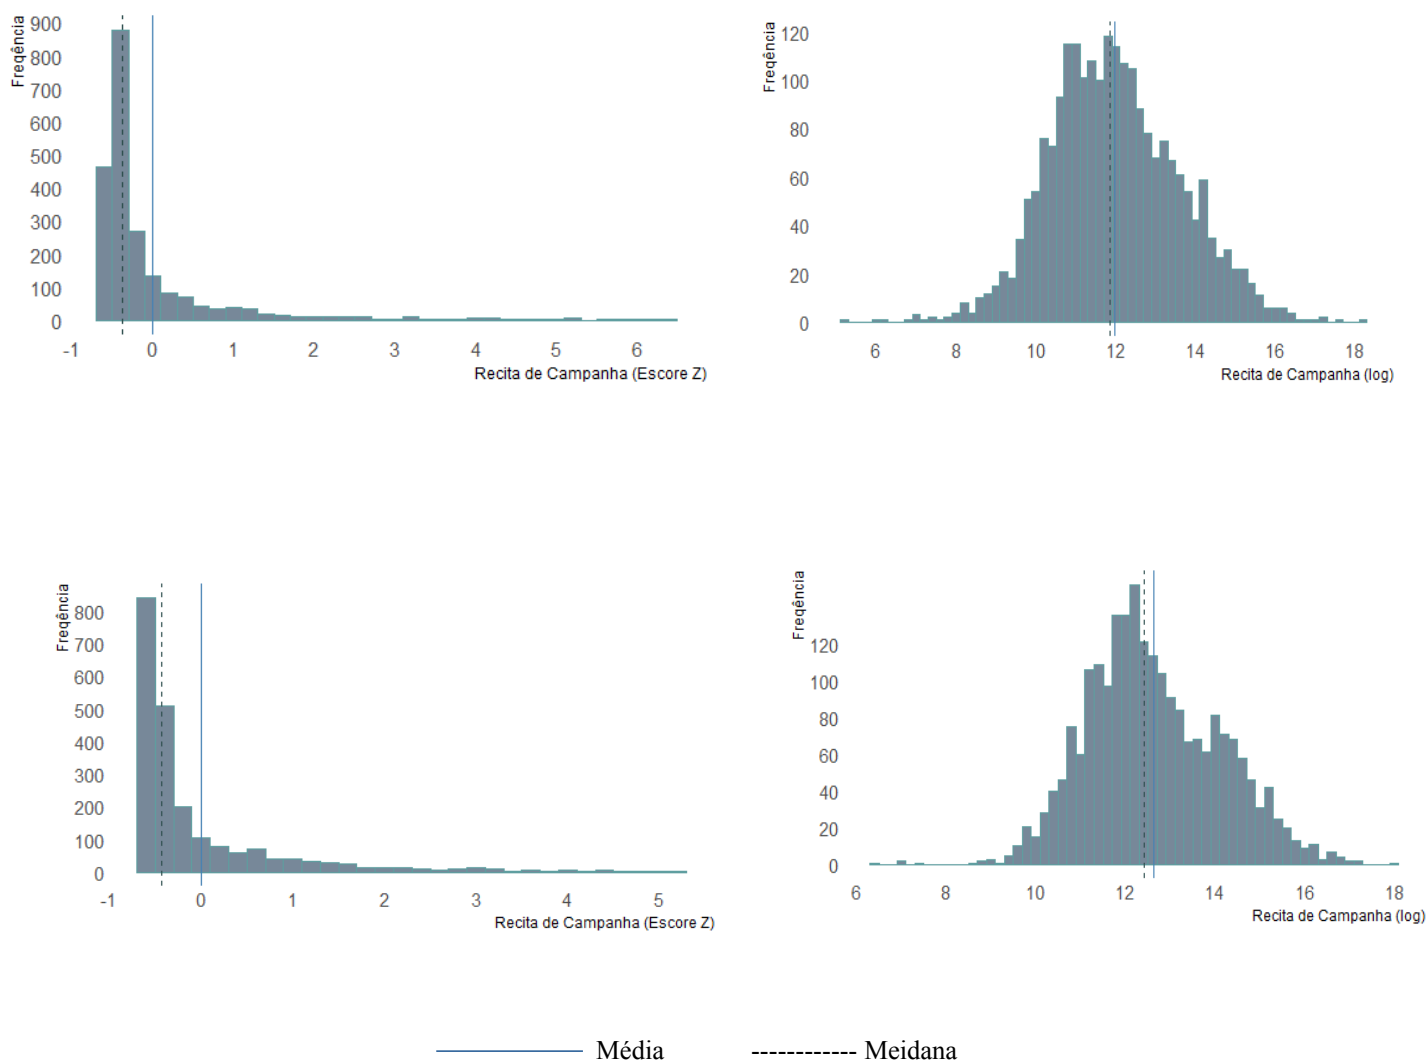 Freqência
900
800
700
600
500
400
300
200
100
0
-1 0 1 2 3 4 5 6
Recita de Campanha (Escore Z)
Freqência
120
100
80
60
40
20
0
6 8 10 12 14 16 18
Recita de Campanha (log)
Freqência
800
700
600
500
400
300
200
100
0
-1 0 1 2 3 4 5
Recita de Campanha (Escore Z)
Freqência
120
100
80
60
40
20
0
6 8 10 12 14 16 18
Recita de Campanha (log)
Média Meidana